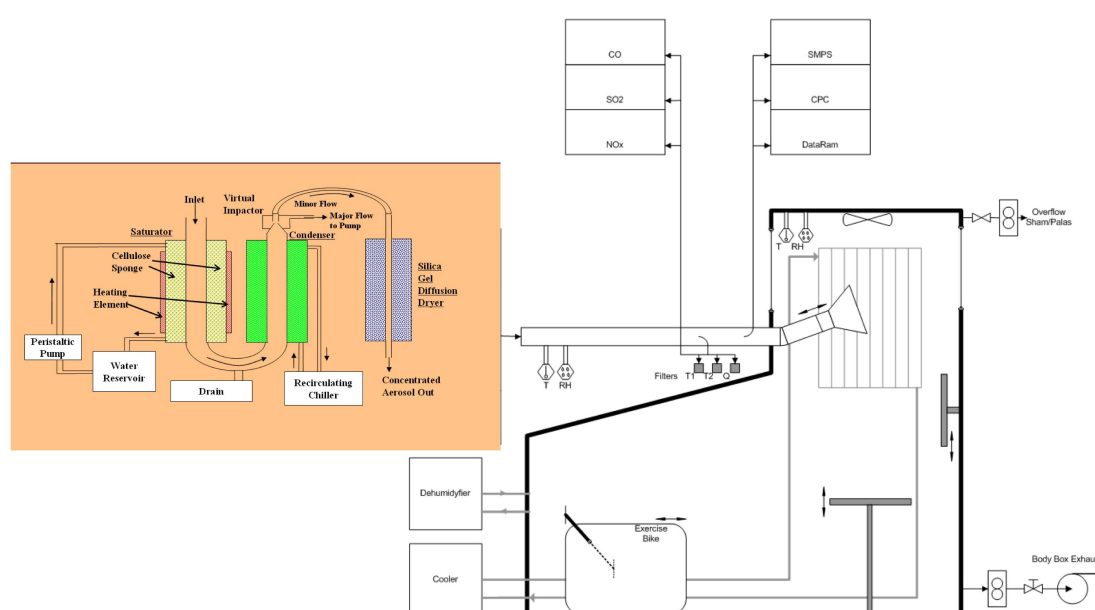 CO
SO2
NOx
SMPS
CPC
DataRam
Inlet
Virtual
Impactor
Minor Flow
Major Flow
to Pump
Saturator
Condenser
Cellulose
Sponge
Heating
Element
Silica
Gel
Diffusion
Dryer
Peristaltic
Pump
Water
Reservoir
Drain
Recirculating
Chiller
Concentrated
Aerosol Out
T
RH
Overflow
Sham/Palas
T
RH
Filters
T1
T2
Q
Dehumidyfier
Cooler
Exercise
Bike
Body Box Exhau